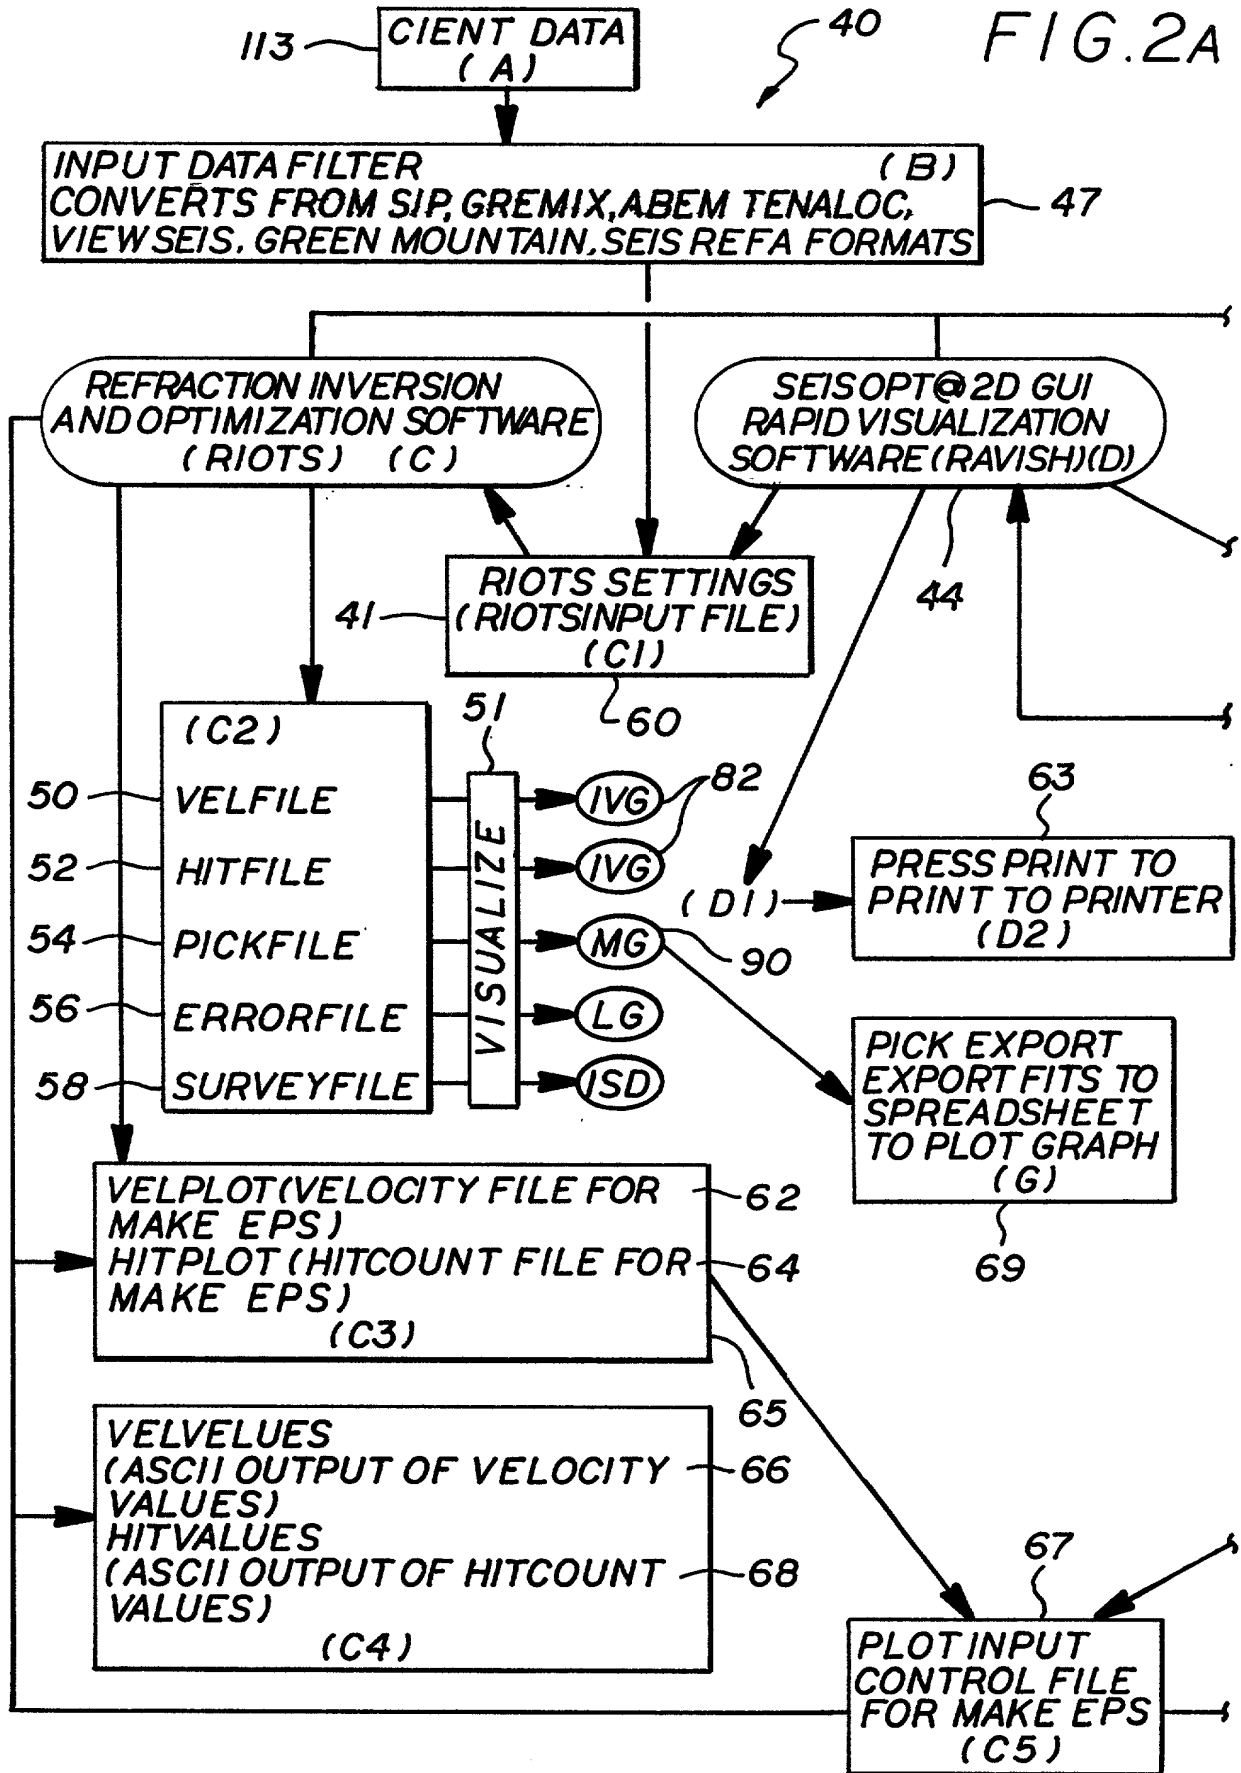 FIG.2A
40
113
CIENT DATA
(A)
INPUT DATA FILTER (B)
CONVERTS FROM SIP, GREMIX, ABEM TENALOC,
VIEWSEIS. GREEN MOUNTAIN, SEIS REFA FORMATS
47
REFRACTION INVERSION
AND OPTIMIZATION SOFTWARE
(RIOTS) (C)
SEISOPT@ 2D GUI
RAPID VISUALIZATION
SOFTWARE (RAVISH)(D)
44
41
RIOTS SETTINGS
(RIOTSINPUT FILE)
(C1)
60
(C2)
50
VELFILE
52
HITFILE
54
PICKFILE
56
ERRORFILE
58
SURVEYFILE
51
VISUALIZE
IVG
82
IVG
MG
90
LG
ISD
(D1)
63
PRESS PRINT TO
PRINT TO PRINTER
(D2)
PICK EXPORT
EXPORT FITS TO
SPREADSHEET
TO PLOT GRAPH
(G)
69
VELPLOT (VELOCITY FILE FOR
MAKE EPS)
62
HITPLOT (HITCOUNT FILE FOR
MAKE EPS)
64
(C3)
65
VELVELUES
(ASCII OUTPUT OF VELOCITY
VALUES)
66
HITVALUES
(ASCII OUTPUT OF HITCOUNT
VALUES)
68
(C4)
67
PLOT INPUT
CONTROL FILE
FOR MAKE EPS
(C5)